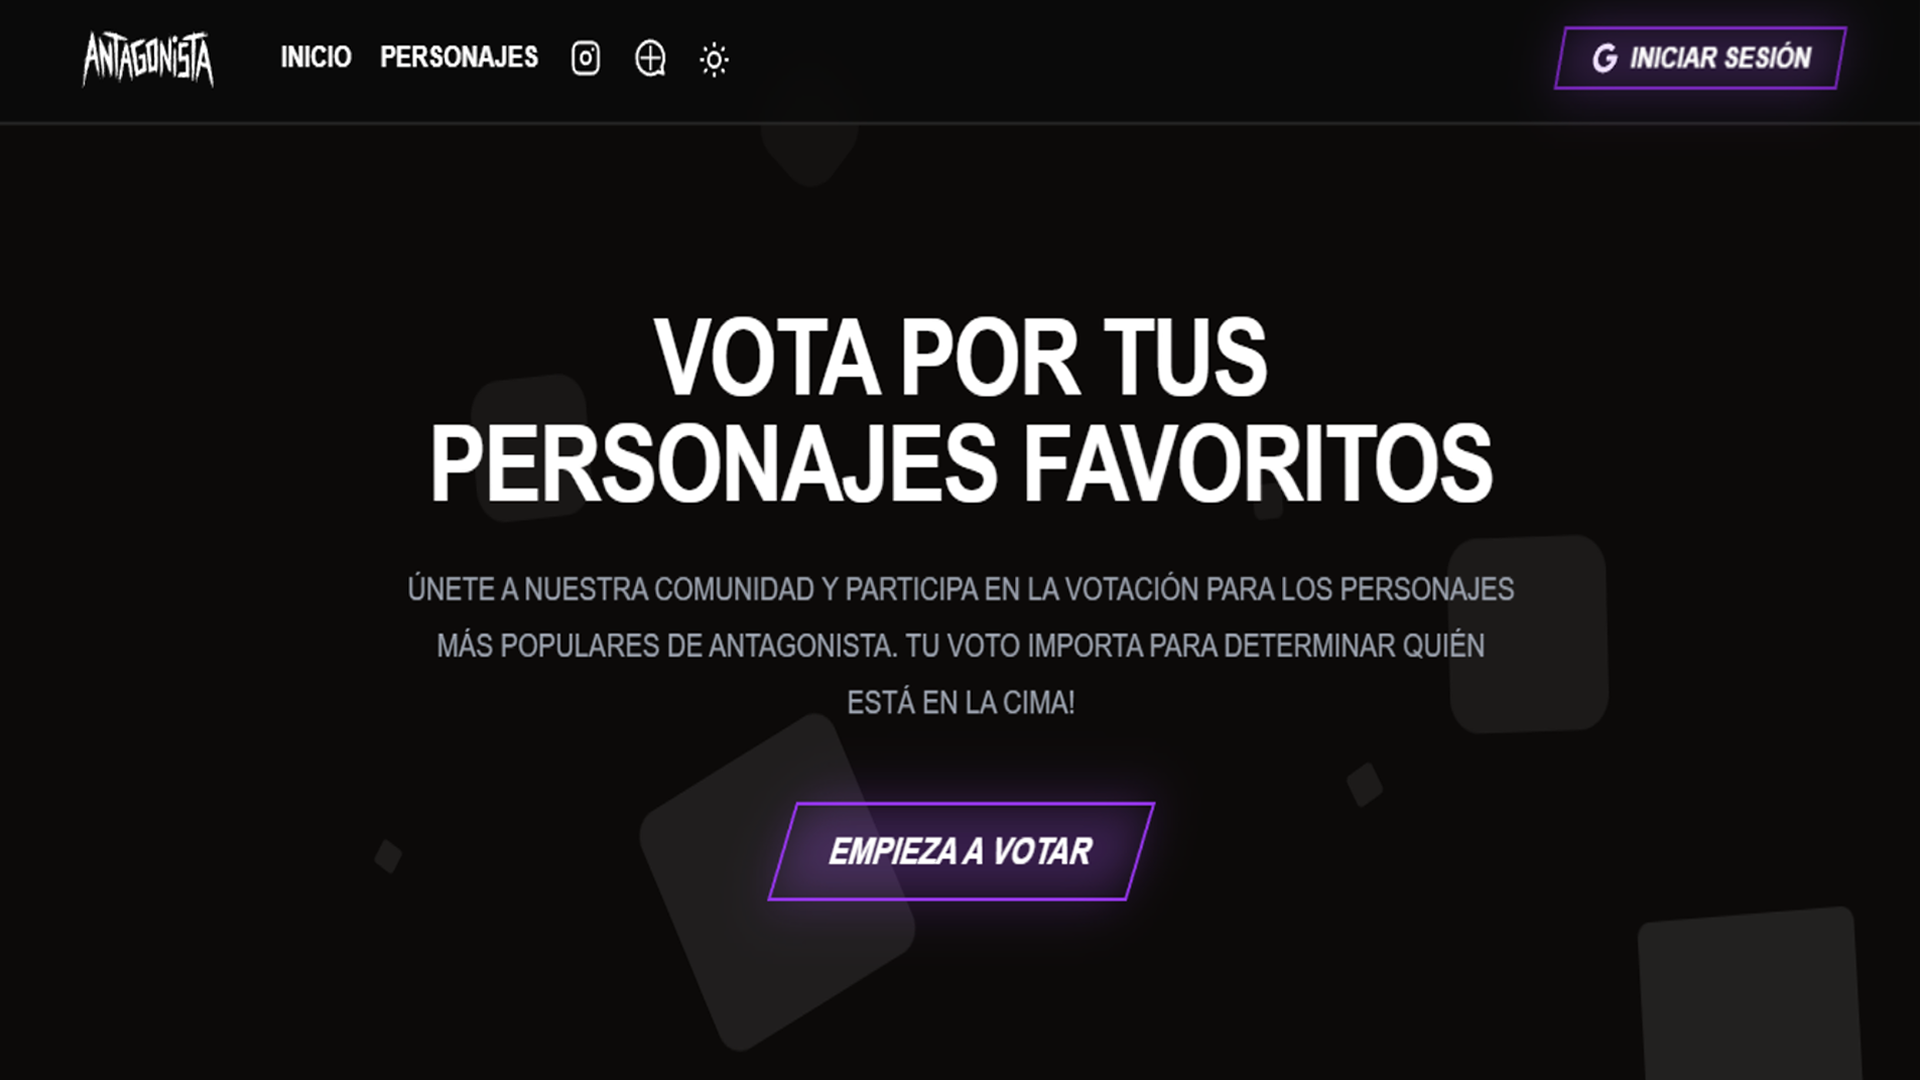 ANTAGONISTA
INICIO
PERSONAJES
INICIAR SESIÓN
VOTA POR TUS
PERSONAJES FAVORITOS
ÚNETE A NUESTRA COMUNIDAD Y PARTICIPA EN LA VOTACIÓN PARA LOS PERSONAJES
MÁS POPULARES DE ANTAGONISTA. TU VOTO IMPORTA PARA DETERMINAR QUIÉN
ESTÁ EN LA CIMA!
EMPIEZA A VOTAR